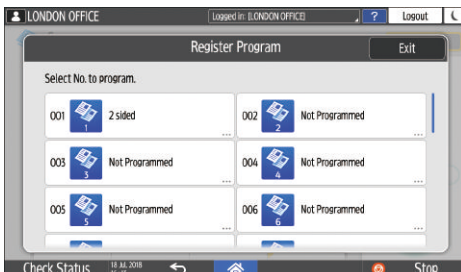 LONDON OFFICE
Logged in: [LONDON OFFICE]
?
Logout
Register Program
Exit
Select No. to program.
001
1
2 sided
002
2
Not Programmed
003
3
Not Programmed
004
4
Not Programmed
005
5
Not Programmed
006
6
Not Programmed
Check Status
18 JUL 2018
Stop